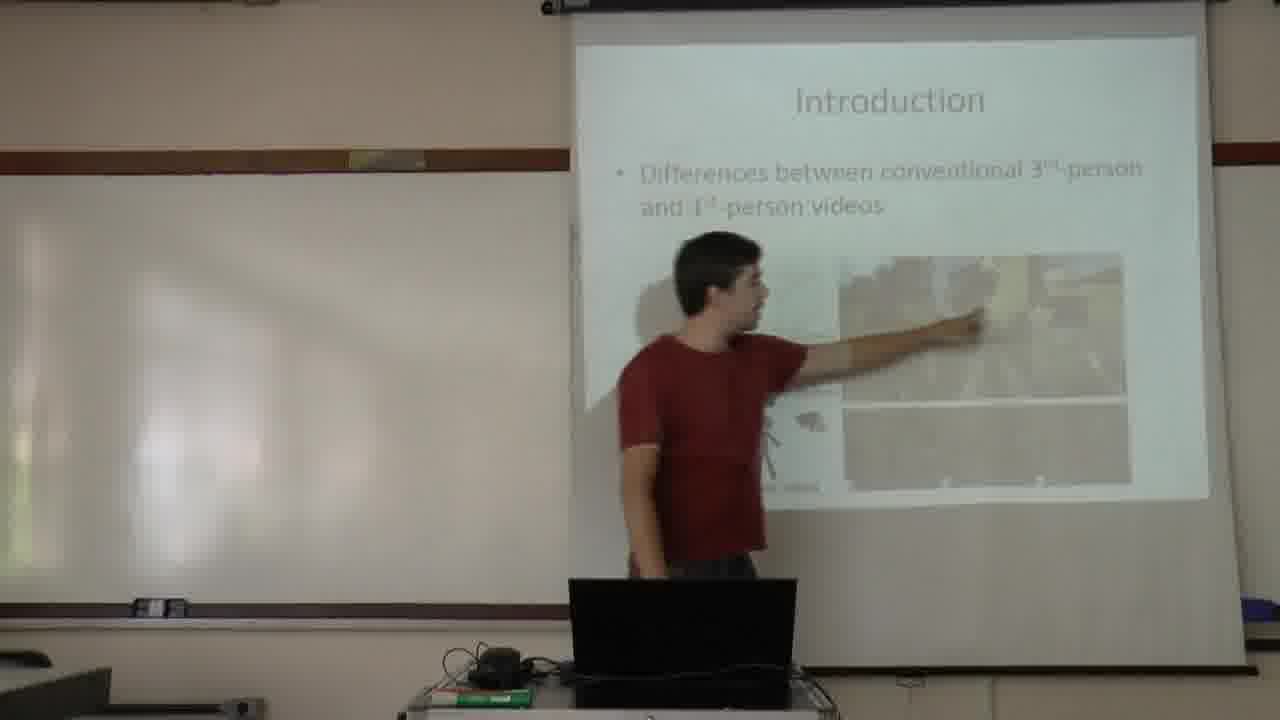 Introduction
• Differences between conventional 3rd-person
and 1st-person videos